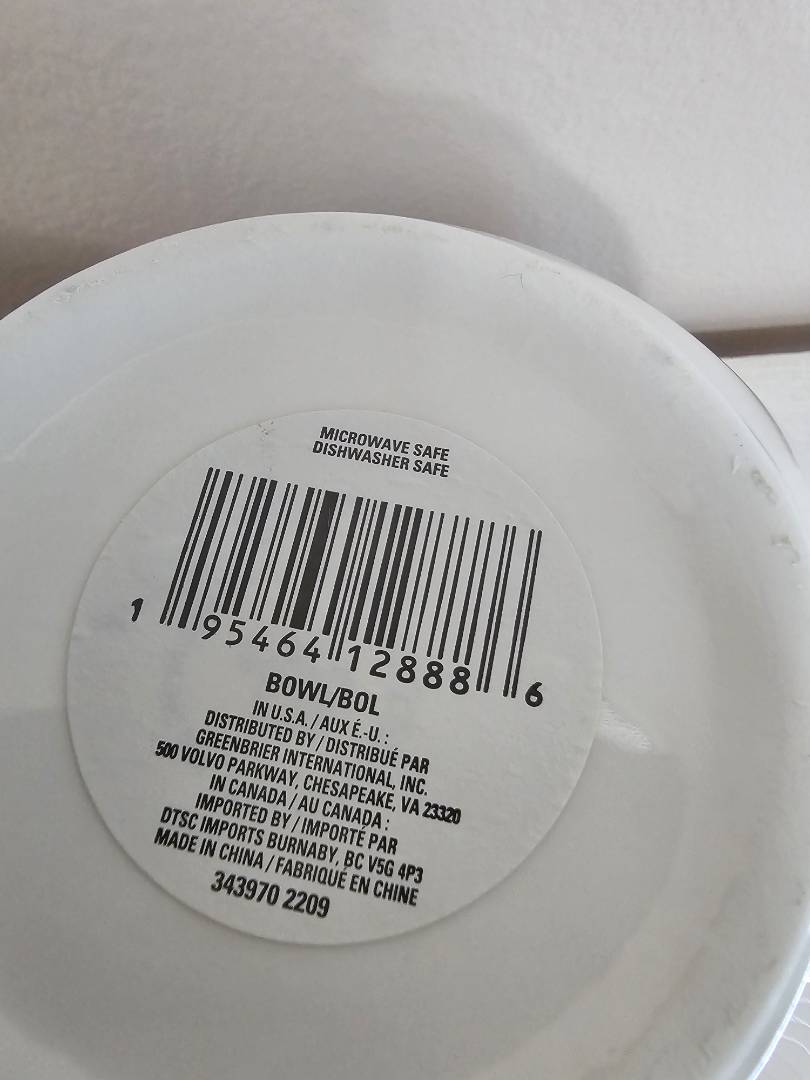 MICROWAVE SAFE
DISHWASHER SAFE
1 95464 12888 6
BOWL/BOL
IN U.S.A. / AUX É.-U. :
DISTRIBUTED BY / DISTRIBUÉ PAR
GREENBRIER INTERNATIONAL, INC.
500 VOLVO PARKWAY, CHESAPEAKE, VA 23320
IN CANADA / AU CANADA :
IMPORTED BY / IMPORTÉ PAR
DTSC IMPORTS BURNABY, BC V5G 4P3
MADE IN CHINA / FABRIQUÉ EN CHINE
343970 2209